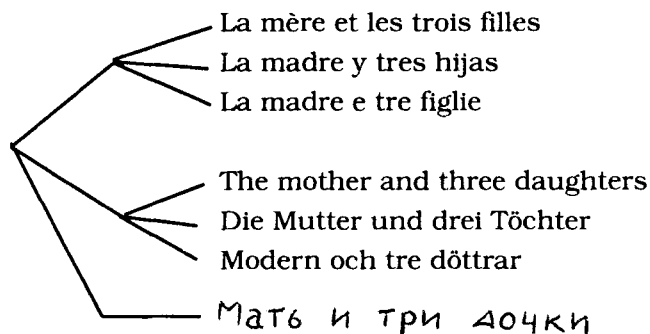 La mère et les trois filles
La madre y tres hijas
La madre e tre figlie
The mother and three daughters
Die Mutter und drei Töchter
Modern och tre döttrar
Мать и три дочки